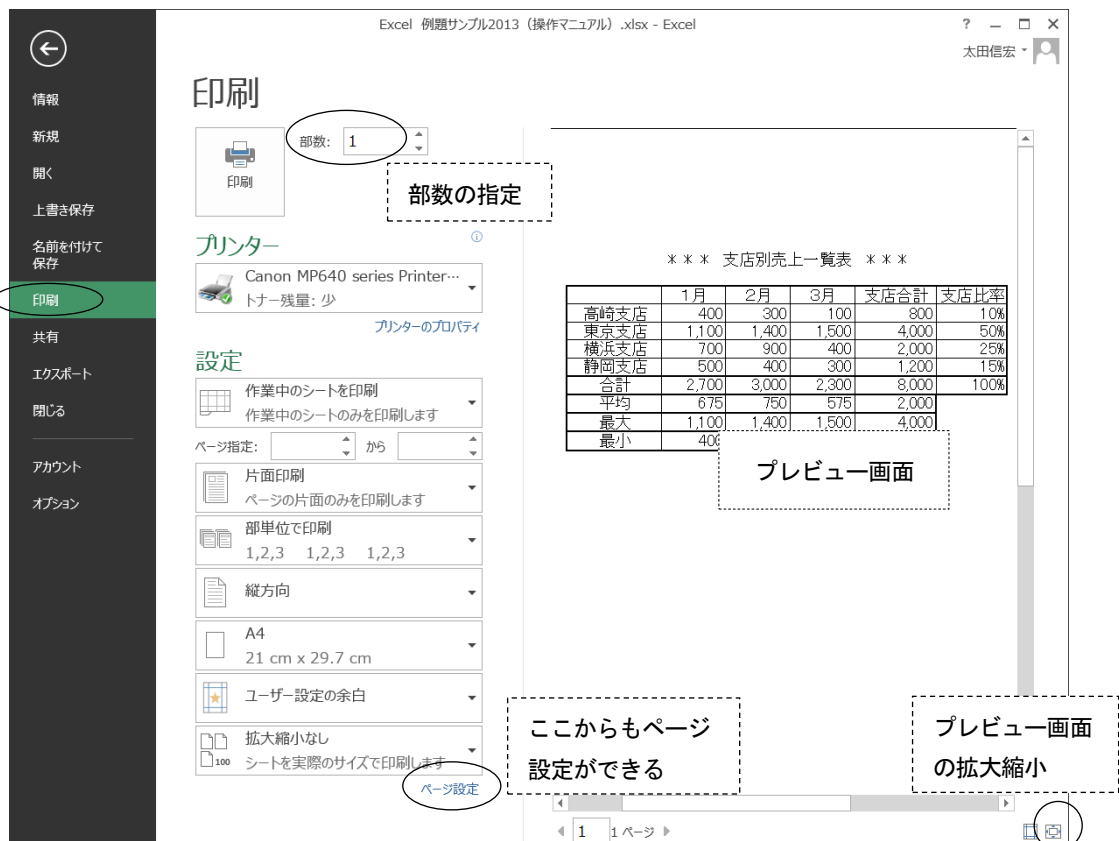 Excel 例題サンプル2013（操作マニュアル）.xlsx - Excel
?
太田信宏
情報
新規
開く
上書き保存
名前を付けて
保存
印刷
共有
エクスポート
閉じる
アカウント
オプション
印刷
印刷
部数: 1
部数の指定
プリンター
Canon MP640 series Printer…
トナー残量: 少
プリンターのプロパティ
設定
作業中のシートを印刷
作業中のシートのみを印刷します
ページ指定: から
片面印刷
ページの片面のみを印刷します
部単位で印刷
1,2,3 1,2,3 1,2,3
縦方向
A4
21 cm x 29.7 cm
ユーザー設定の余白
拡大縮小なし
100 シートを実際のサイズで印刷します
ページ設定
ここからもページ
設定ができる
＊＊＊ 支店別売上一覧表 ＊＊＊
1月 2月 3月 支店合計 支店比率
高崎支店 400 300 100 800 10%
東京支店 1,100 1,400 1,500 4,000 50%
横浜支店 700 900 400 2,000 25%
静岡支店 500 400 300 1,200 15%
合計 2,700 3,000 2,300 8,000 100%
平均 675 750 575 2,000
最大 1,100 1,400 1,500 4,000
最小 400
プレビュー画面
プレビュー画面
の拡大縮小
1 1 ページ